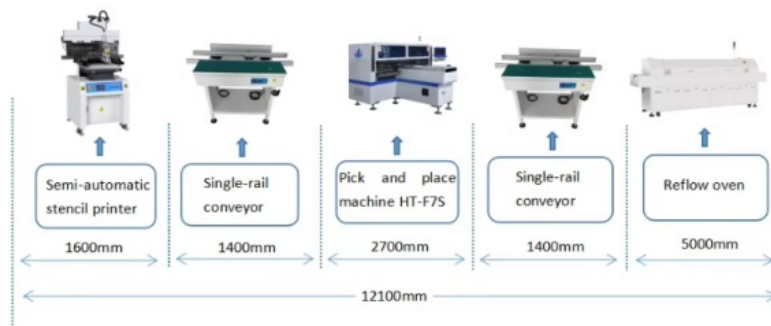 Semi-automatic
stencil printer
Single-rail
conveyor
Pick and place
machine HT-F7S
Single-rail
conveyor
Reflow oven
1600mm
1400mm
2700mm
1400mm
5000mm
12100mm